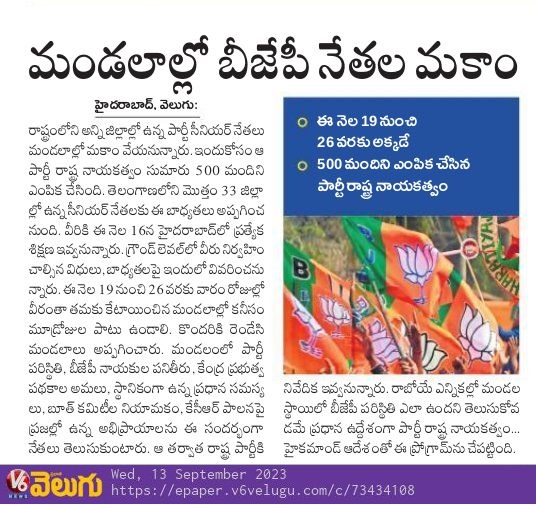 మండలాల్లో బీజేపీ నేతల మకాం
హైదరాబాద్, వెలుగు:
రాష్ట్రంలోని అన్ని జిల్లాల్లో ఉన్న పార్టీ సీనియర్ నేతలు
మండలాల్లో మకాం వేయనున్నారు. ఇందుకోసం ఆ
పార్టీ రాష్ట్ర నాయకత్వం సుమారు 500 మందిని
ఎంపిక చేసింది. తెలంగాణలోని మొత్తం 33 జిల్లా
ల్లో ఉన్న సీనియర్ నేతలకు ఈ బాధ్యతలు అప్పగించ
నుంది. వీరికి ఈ నెల 16న హైదరాబాద్‌లో ప్రత్యేక
శిక్షణ ఇవ్వనున్నారు. గ్రౌండ్ లెవల్‌లో వీరు నిర్వహిం
చాల్సిన విధులు, బాధ్యతలపై ఇందులో వివరించను
న్నారు. ఈ నెల 19 నుంచి 26 వరకు వారం రోజుల్లో
వీరంతా తమకు కేటాయించిన మండలాల్లో కనీసం
మూడ్రోజుల పాటు ఉండాలి. కొందరికి రెండేసి
మండలాలు అప్పగించారు. మండలంలో పార్టీ
పరిస్థితి, బీజేపీ నాయకుల పనితీరు, కేంద్ర ప్రభుత్వ
పథకాల అమలు, స్థానికంగా ఉన్న ప్రధాన సమస్య
లు, బూత్ కమిటీల నియామకం, కేసీఆర్ పాలనపై
ప్రజల్లో ఉన్న అభిప్రాయాలను ఈ సందర్భంగా
నేతలు తెలుసుకుంటారు. ఆ తర్వాత రాష్ట్ర పార్టీకి
ఈ నెల 19 నుంచి
26 వరకు అక్కడే
500 మందిని ఎంపిక చేసిన
పార్టీ రాష్ట్ర నాయకత్వం
నివేదిక ఇవ్వనున్నారు. రాబోయే ఎన్నికల్లో మండల
స్థాయిలో బీజేపీ పరిస్థితి ఎలా ఉందని తెలుసుకోవ
డమే ప్రధాన ఉద్దేశంగా పార్టీ రాష్ట్ర నాయకత్వం...
హైకమాండ్ ఆదేశంతో ఈ ప్రోగ్రామ్‌ను చేపట్టింది.
V6 NEWS వెలుగు
Wed, 13 September 2023
https://epaper.v6velugu.com/c/73434108